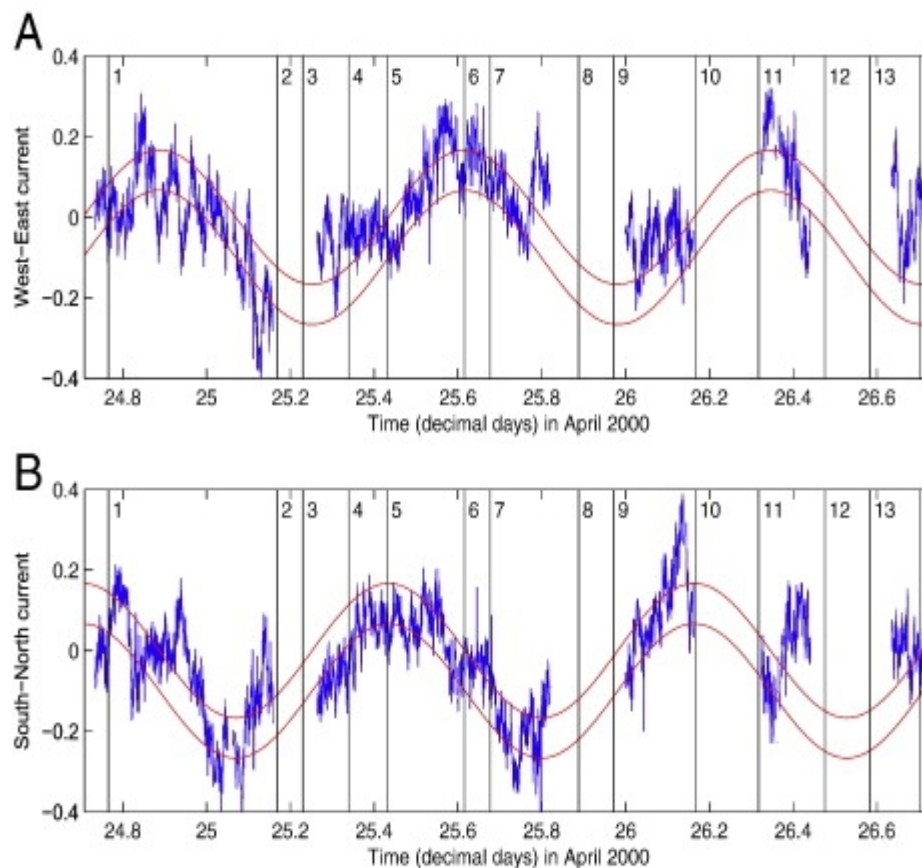 A
0.4
0.2
0
−0.2
−0.4
West−East current
1 2 3 4 5 6 7 8 9 10 11 12 13
24.8 25 25.2 25.4 25.6 25.8 26 26.2 26.4 26.6
Time (decimal days) in April 2000
B
0.4
0.2
0
−0.2
−0.4
South−North current
1 2 3 4 5 6 7 8 9 10 11 12 13
24.8 25 25.2 25.4 25.6 25.8 26 26.2 26.4 26.6
Time (decimal days) in April 2000